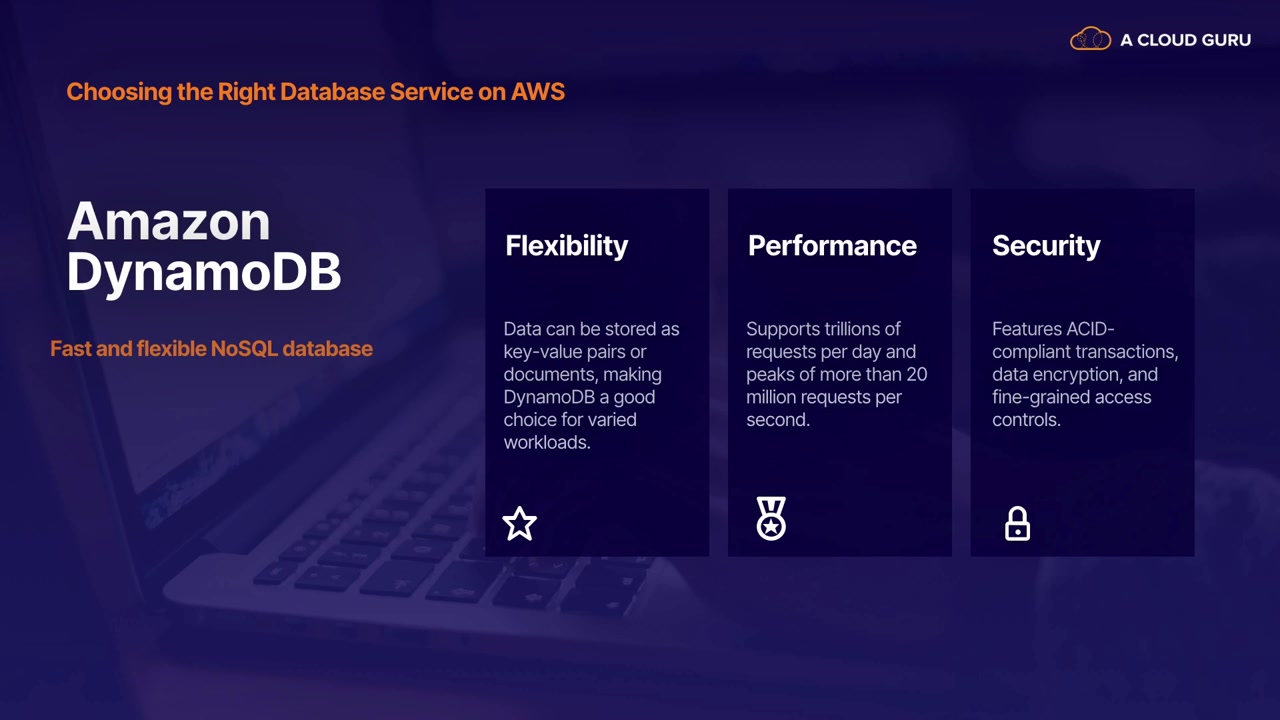 A CLOUD GURU
Choosing the Right Database Service on AWS
Amazon
DynamoDB
Fast and flexible NoSQL database
Flexibility
Data can be stored as
key-value pairs or
documents, making
DynamoDB a good
choice for varied
workloads.
Performance
Supports trillions of
requests per day and
peaks of more than 20
million requests per
second.
Security
Features ACID-
compliant transactions,
data encryption, and
fine-grained access
controls.